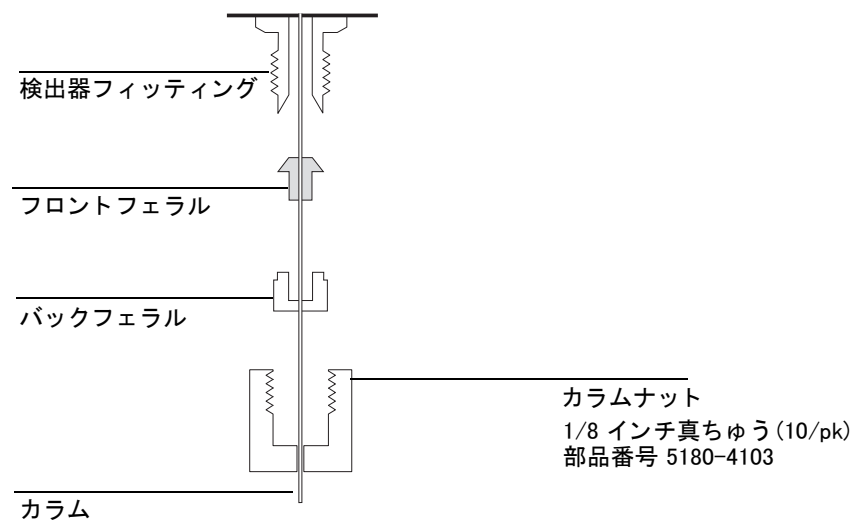 検出器フィッティング
フロントフェラル
バックフェラル
カラムナット
1/8 インチ真ちゅう(10/pk)
部品番号 5180-4103
カラム